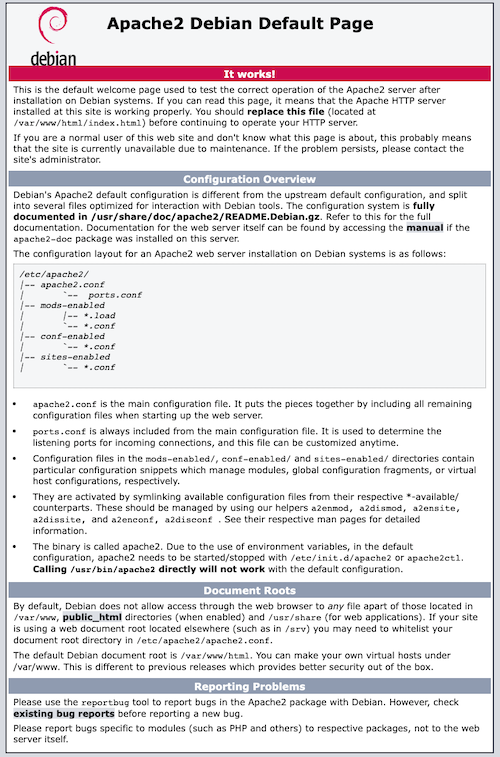 Apache2 Debian Default Page
debian
It works!
This is the default welcome page used to test the correct operation of the Apache2 server after
installation on Debian systems. If you can read this page, it means that the Apache HTTP server
installed at this site is working properly. You should replace this file (located at
/var/www/html/index.html) before continuing to operate your HTTP server.
If you are a normal user of this web site and don't know what this page is about, this probably means
that the site is currently unavailable due to maintenance. If the problem persists, please contact the
site's administrator.
Configuration Overview
Debian's Apache2 default configuration is different from the upstream default configuration, and split
into several files optimized for interaction with Debian tools. The configuration system is fully
documented in /usr/share/doc/apache2/README.Debian.gz. Refer to this for the full
documentation. Documentation for the web server itself can be found by accessing the manual if the
apache2-doc package was installed on this server.
The configuration layout for an Apache2 web server installation on Debian systems is as follows:
/etc/apache2/
|-- apache2.conf
|       `--  ports.conf
|-- mods-enabled
|       |-- *.load
|       `-- *.conf
|-- conf-enabled
|       `-- *.conf
|-- sites-enabled
|       `-- *.conf
• apache2.conf is the main configuration file. It puts the pieces together by including all remaining
configuration files when starting up the web server.
• ports.conf is always included from the main configuration file. It is used to determine the
listening ports for incoming connections, and this file can be customized anytime.
• Configuration files in the mods-enabled/, conf-enabled/ and sites-enabled/ directories contain
particular configuration snippets which manage modules, global configuration fragments, or virtual
host configurations, respectively.
• They are activated by symlinking available configuration files from their respective *-available/
counterparts. These should be managed by using our helpers a2enmod, a2dismod, a2ensite,
a2dissite, and a2enconf, a2disconf . See their respective man pages for detailed
information.
• The binary is called apache2. Due to the use of environment variables, in the default
configuration, apache2 needs to be started/stopped with /etc/init.d/apache2 or apache2ctl.
Calling /usr/bin/apache2 directly will not work with the default configuration.
Document Roots
By default, Debian does not allow access through the web browser to any file apart of those located in
/var/www, public_html directories (when enabled) and /usr/share (for web applications). If your site
is using a web document root located elsewhere (such as in /srv) you may need to whitelist your
document root directory in /etc/apache2/apache2.conf.
The default Debian document root is /var/www/html. You can make your own virtual hosts under
/var/www. This is different to previous releases which provides better security out of the box.
Reporting Problems
Please use the reportbug tool to report bugs in the Apache2 package with Debian. However, check
existing bug reports before reporting a new bug.
Please report bugs specific to modules (such as PHP and others) to respective packages, not to the web
server itself.